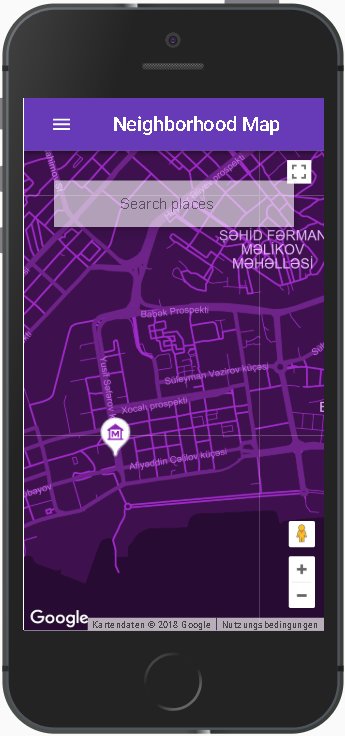 Neighborhood Map
Search places
ŞƏHİD FƏRMAN
MƏLİKOV
MƏHƏLLƏSİ
Babək Prospekti
Süleyman Vəzirov küçəsi
Yusif Səfərov
Xocalı prospekti
M
Afiyəddin Cəlilov küçəsi
Google
Kartendaten © 2018 Google
Nutzungsbedingungen